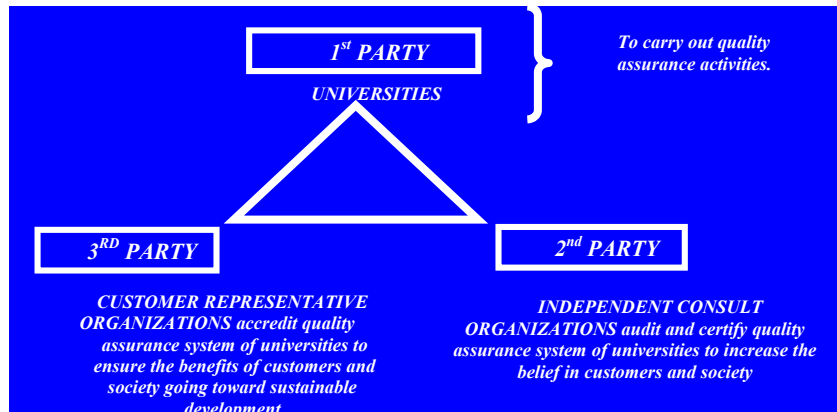 1st PARTY
To carry out quality
assurance activities.
UNIVERSITIES
3RD PARTY
2nd PARTY
CUSTOMER REPRESENTATIVE
ORGANIZATIONS accredit quality
assurance system of universities to
ensure the benefits of customers and
society going toward sustainable
development
INDEPENDENT CONSULT
ORGANIZATIONS audit and certify quality
assurance system of universities to increase the
belief in customers and society